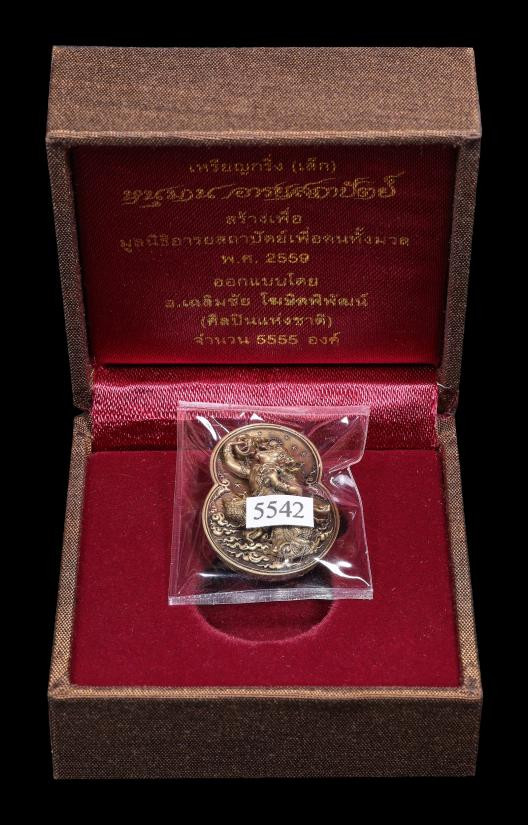 เหรียญกริ่ง (เล็ก)
หนุมาน อารยสถาปัตย์
สร้างเพื่อ
มูลนิธิอารยสถาปัตย์เพื่อคนทั้งมวล
พ.ศ. 2559
ออกแบบโดย
อ.เฉลิมชัย โฆษิตพิพัฒน์
(ศิลปินแห่งชาติ)
จำนวน 5555 องค์
5542